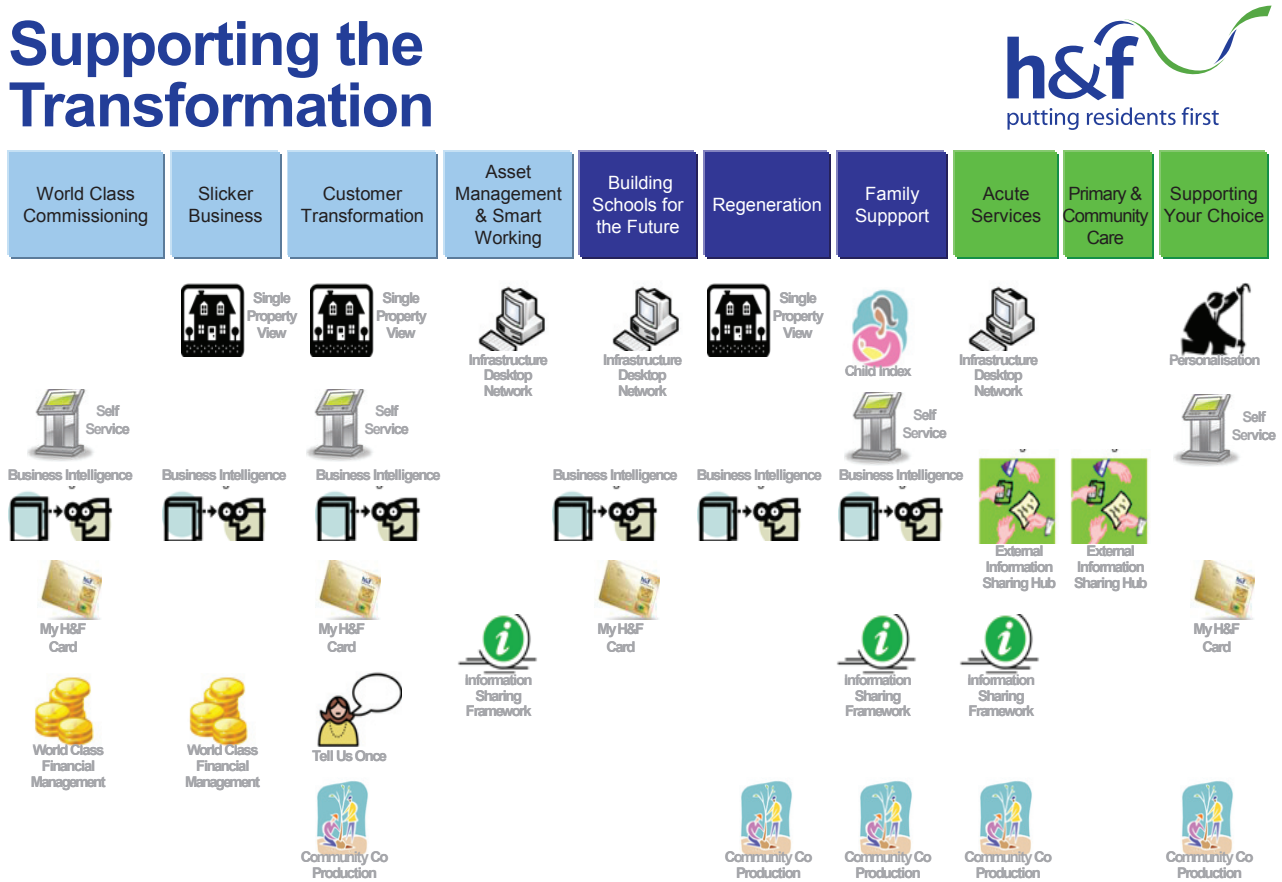 Supporting the
Transformation
h&f
putting residents first
World Class
Commissioning
Slicker
Business
Customer
Transformation
Asset
Management
& Smart
Working
Building
Schools for
the Future
Regeneration
Family
Suppport
Acute
Services
Primary &
Community
Care
Supporting
Your Choice
Single
Property
View
Single
Property
View
Infrastructure
Desktop
Network
Infrastructure
Desktop
Network
Single
Property
View
Child Index
Infrastructure
Desktop
Network
Personalisation
Self
Service
Self
Service
Self
Service
Self
Service
Business Intelligence
Business Intelligence
Business Intelligence
Business Intelligence
Business Intelligence
Business Intelligence
External
Information
Sharing Hub
External
Information
Sharing Hub
h&f
My H&F
Card
h&f
My H&F
Card
h&f
My H&F
Card
h&f
My H&F
Card
Information
Sharing
Framework
Information
Sharing
Framework
Information
Sharing
Framework
World Class
Financial
Management
World Class
Financial
Management
Tell Us Once
Community Co
Production
Community Co
Production
Community Co
Production
Community Co
Production
Community Co
Production